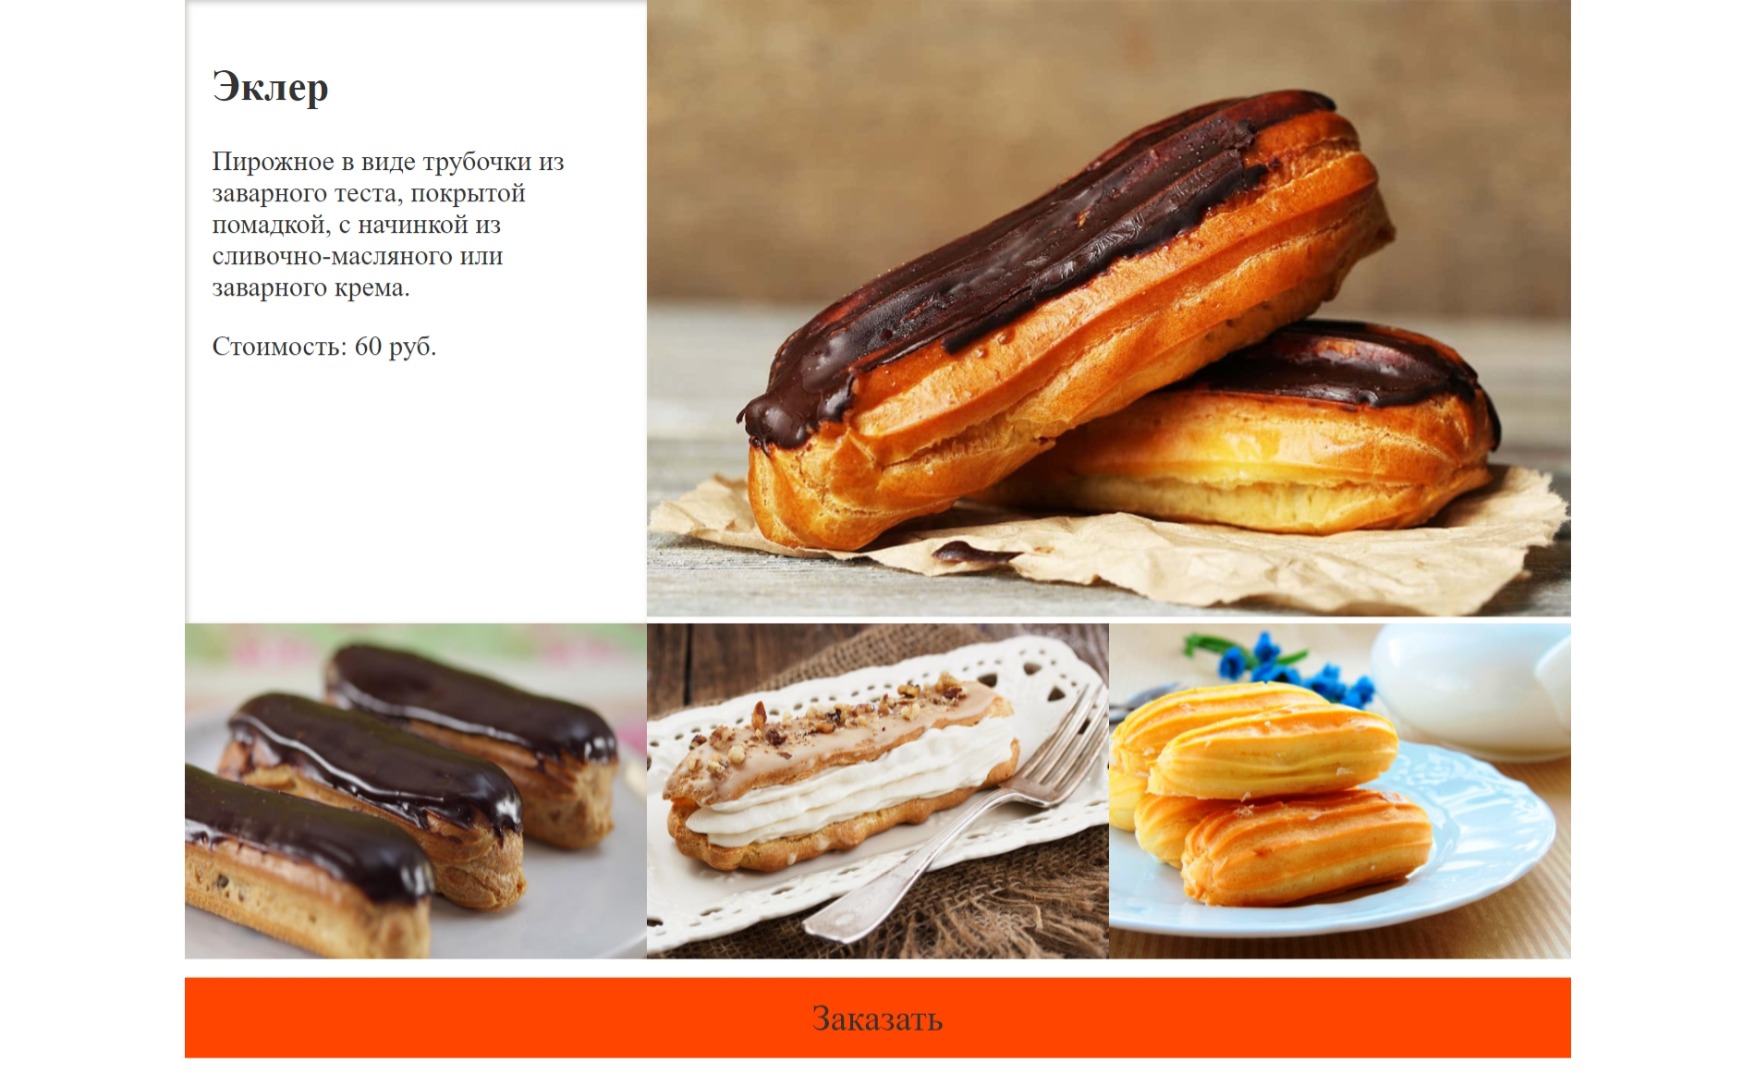 Эклер
Пирожное в виде трубочки из
заварного теста, покрытой
помадкой, с начинкой из
сливочно-масляного или
заварного крема.
Стоимость: 60 руб.
Заказать